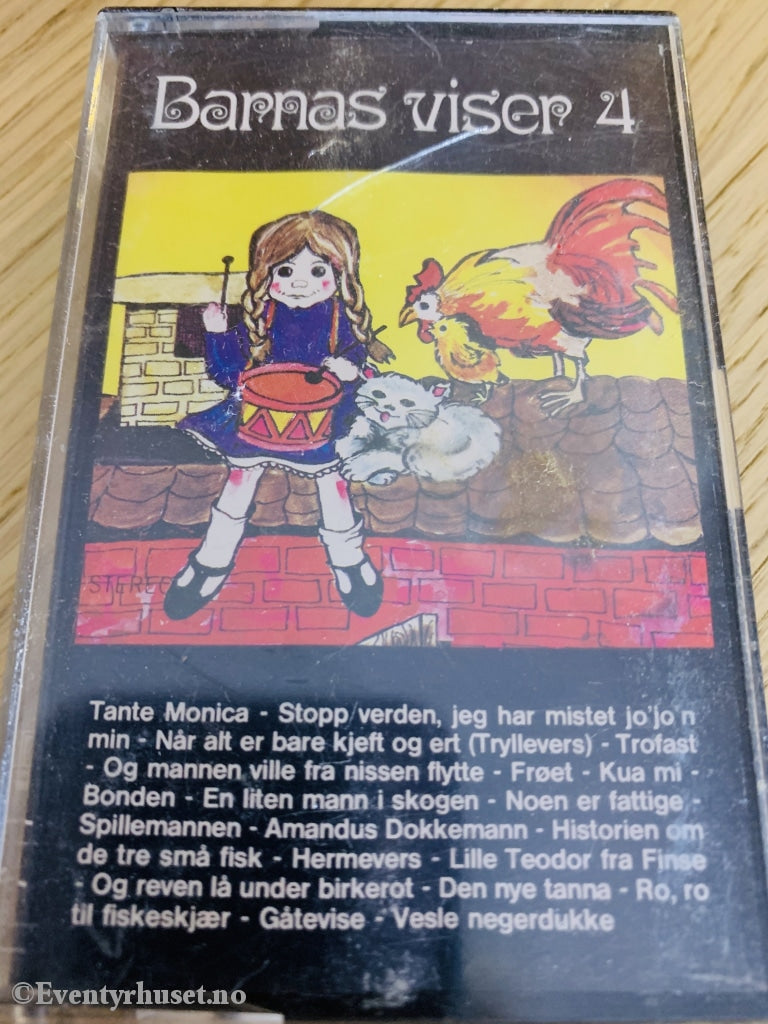 Barnas viser 4
STEREO
Tante Monica - Stopp verden, jeg har mistet jo'jo'n
min - Når alt er bare kjeft og ert (Tryllevers) - Trofast
- Og mannen ville fra nissen flytte - Frøet - Kua mi -
Bonden - En liten mann i skogen - Noen er fattige -
Spillemannen - Amandus Dokkemann - Historien om
de tre små fisk - Hermevers - Lille Teodor fra Finse
- Og reven lå under birkerot - Den nye tanna - Ro, ro
til fiskeskjær - Gåtevise - Vesle negerdukke
©Eventyrhuset.no